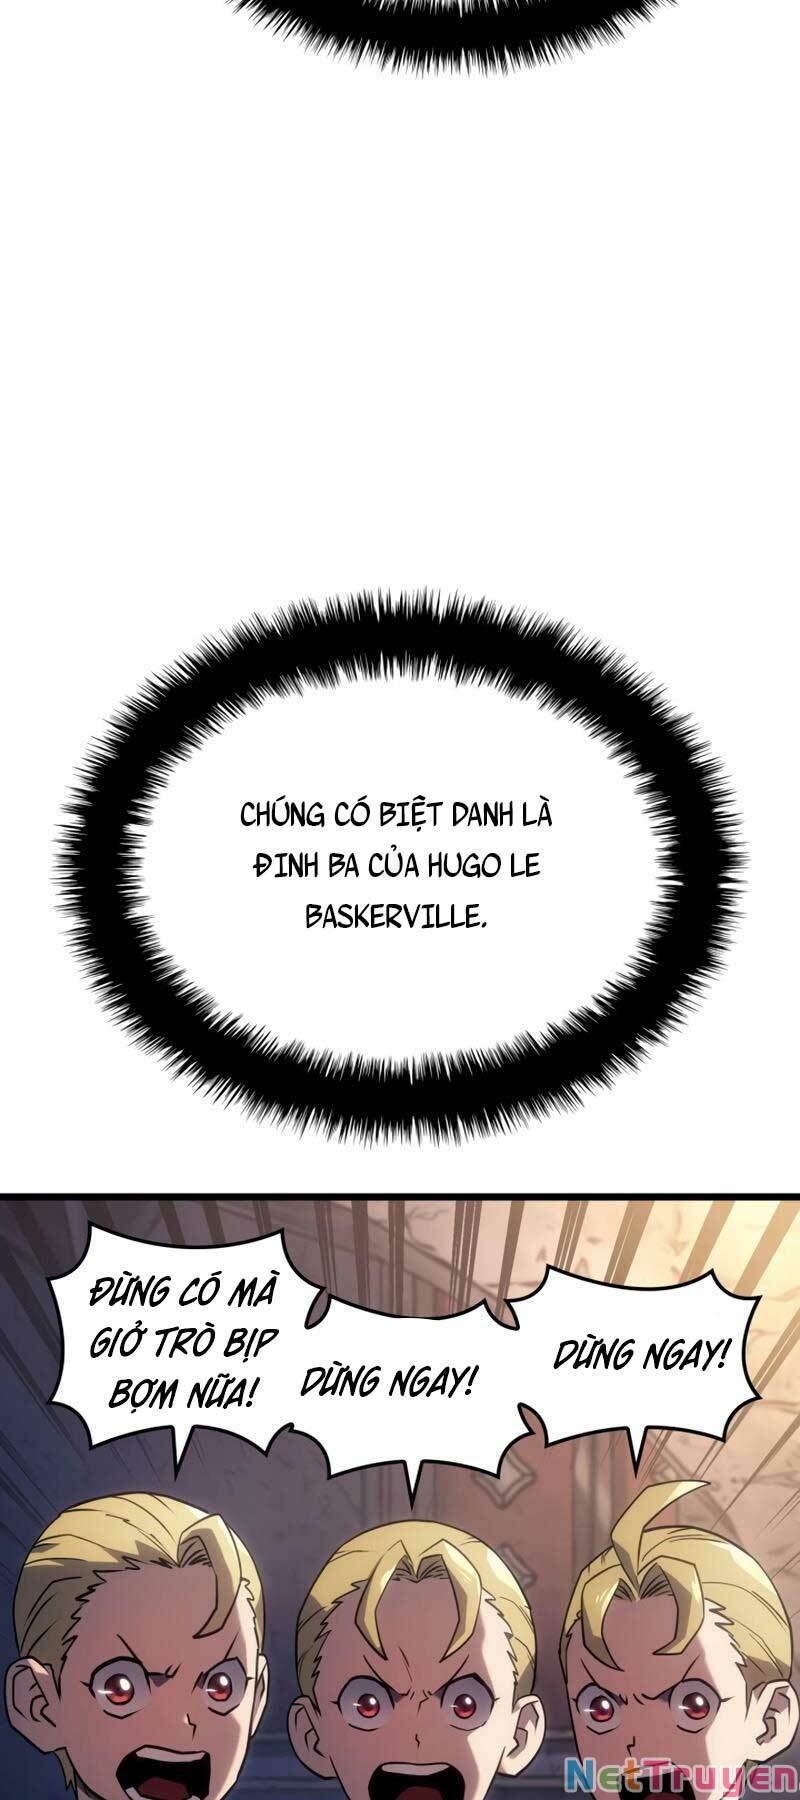 CHÚNG CÓ BIỆT DANH LÀ
ĐINH BA CỦA HUGO LE
BASKERVILLE.
ĐỪNG CÓ MÀ
GIỞ TRÒ BỊP
BỢM NỮA!
DỪNG NGAY!
DỪNG NGAY!
NetTruyen